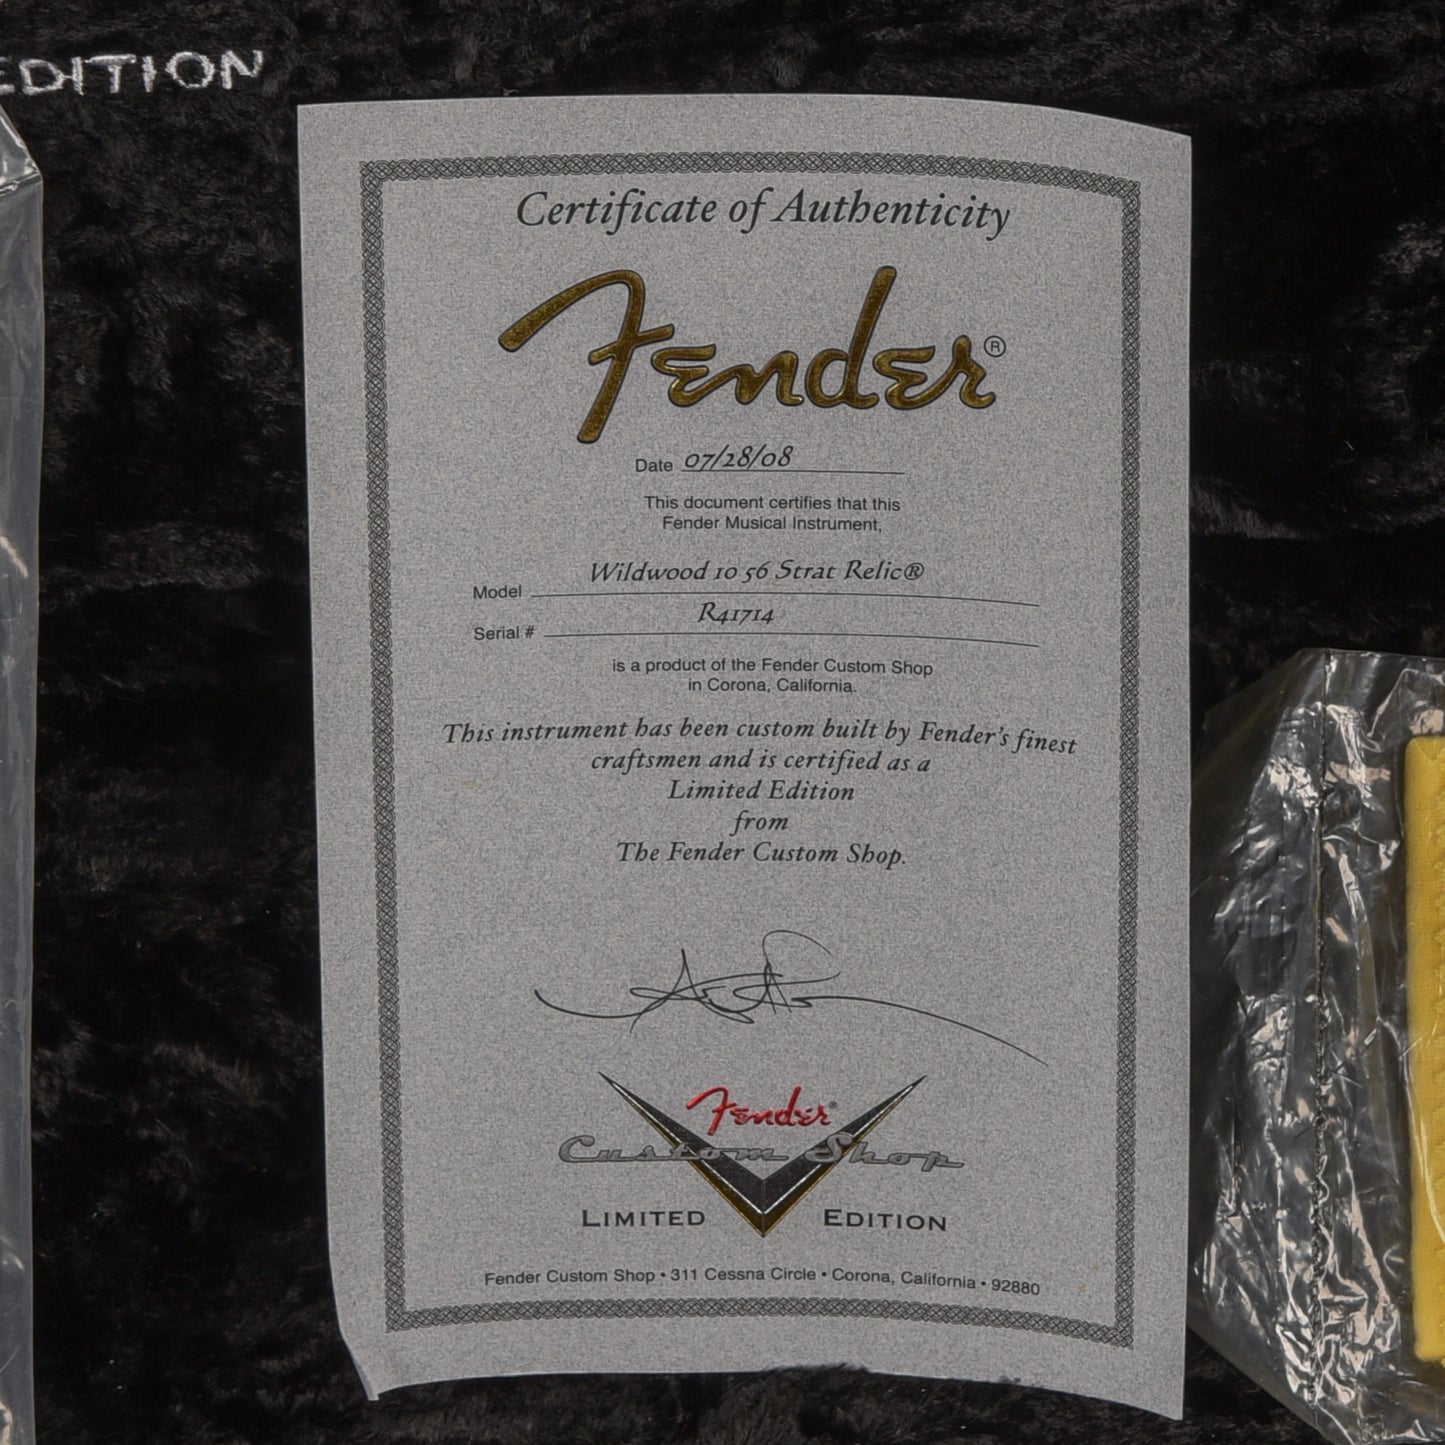 EDITION
Certificate of Authenticity
Fender®
Date 07/28/08
This document certifies that this
Fender Musical Instrument,
Model Wildwood 10 56 Strat Relic®
Serial # R41714
is a product of the Fender Custom Shop
in Corona, California.
This instrument has been custom built by Fender's finest
craftsmen and is certified as a
Limited Edition
from
The Fender Custom Shop.
Fender®
Custom Shop
LIMITED EDITION
Fender Custom Shop • 311 Cessna Circle • Corona, California • 92880